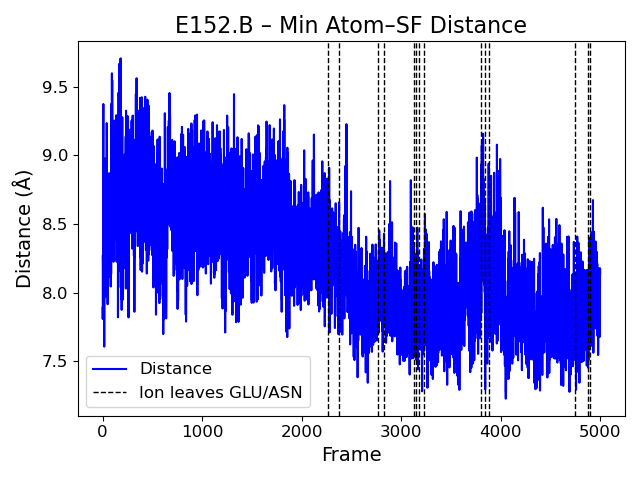 E152.B – Min Atom–SF Distance
Distance (Å)
9.5
9.0
8.5
8.0
7.5
Distance
Ion leaves GLU/ASN
0
1000
2000
3000
4000
5000
Frame